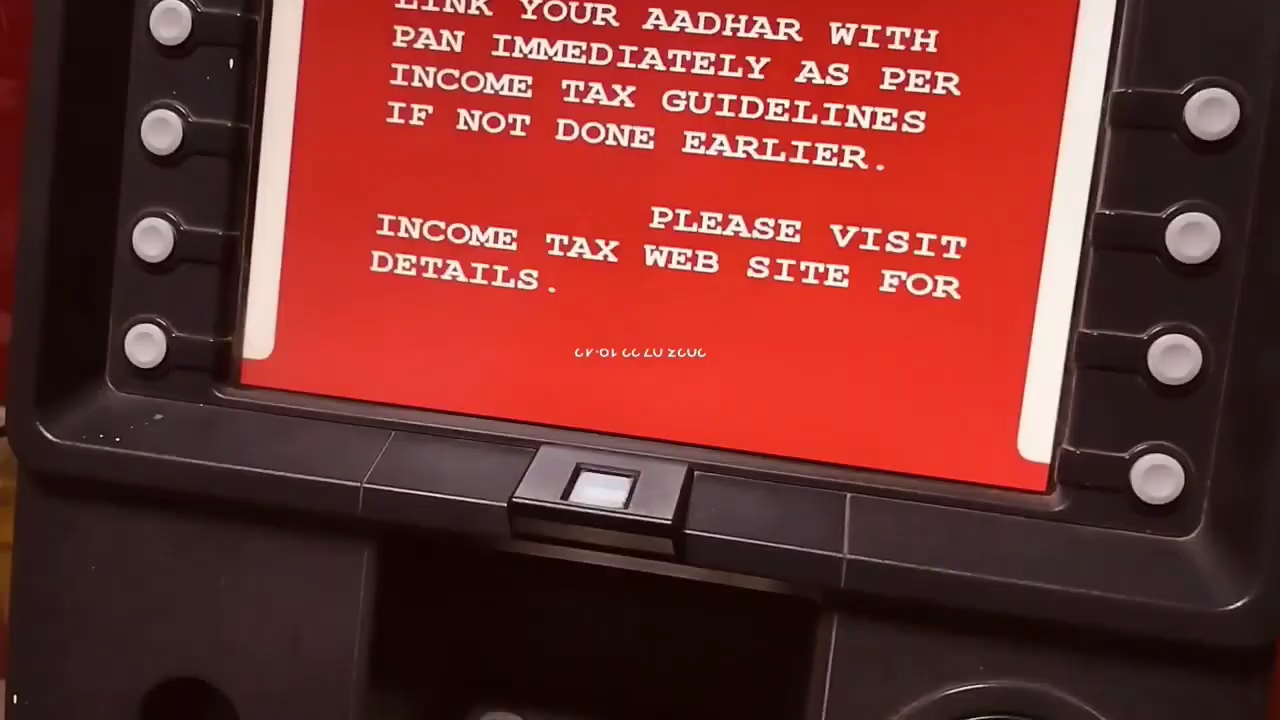 LINK YOUR AADHAR WITH
PAN IMMEDIATELY AS PER
INCOME TAX GUIDELINES
IF NOT DONE EARLIER.
PLEASE VISIT
INCOME TAX WEB SITE FOR
DETAILS.